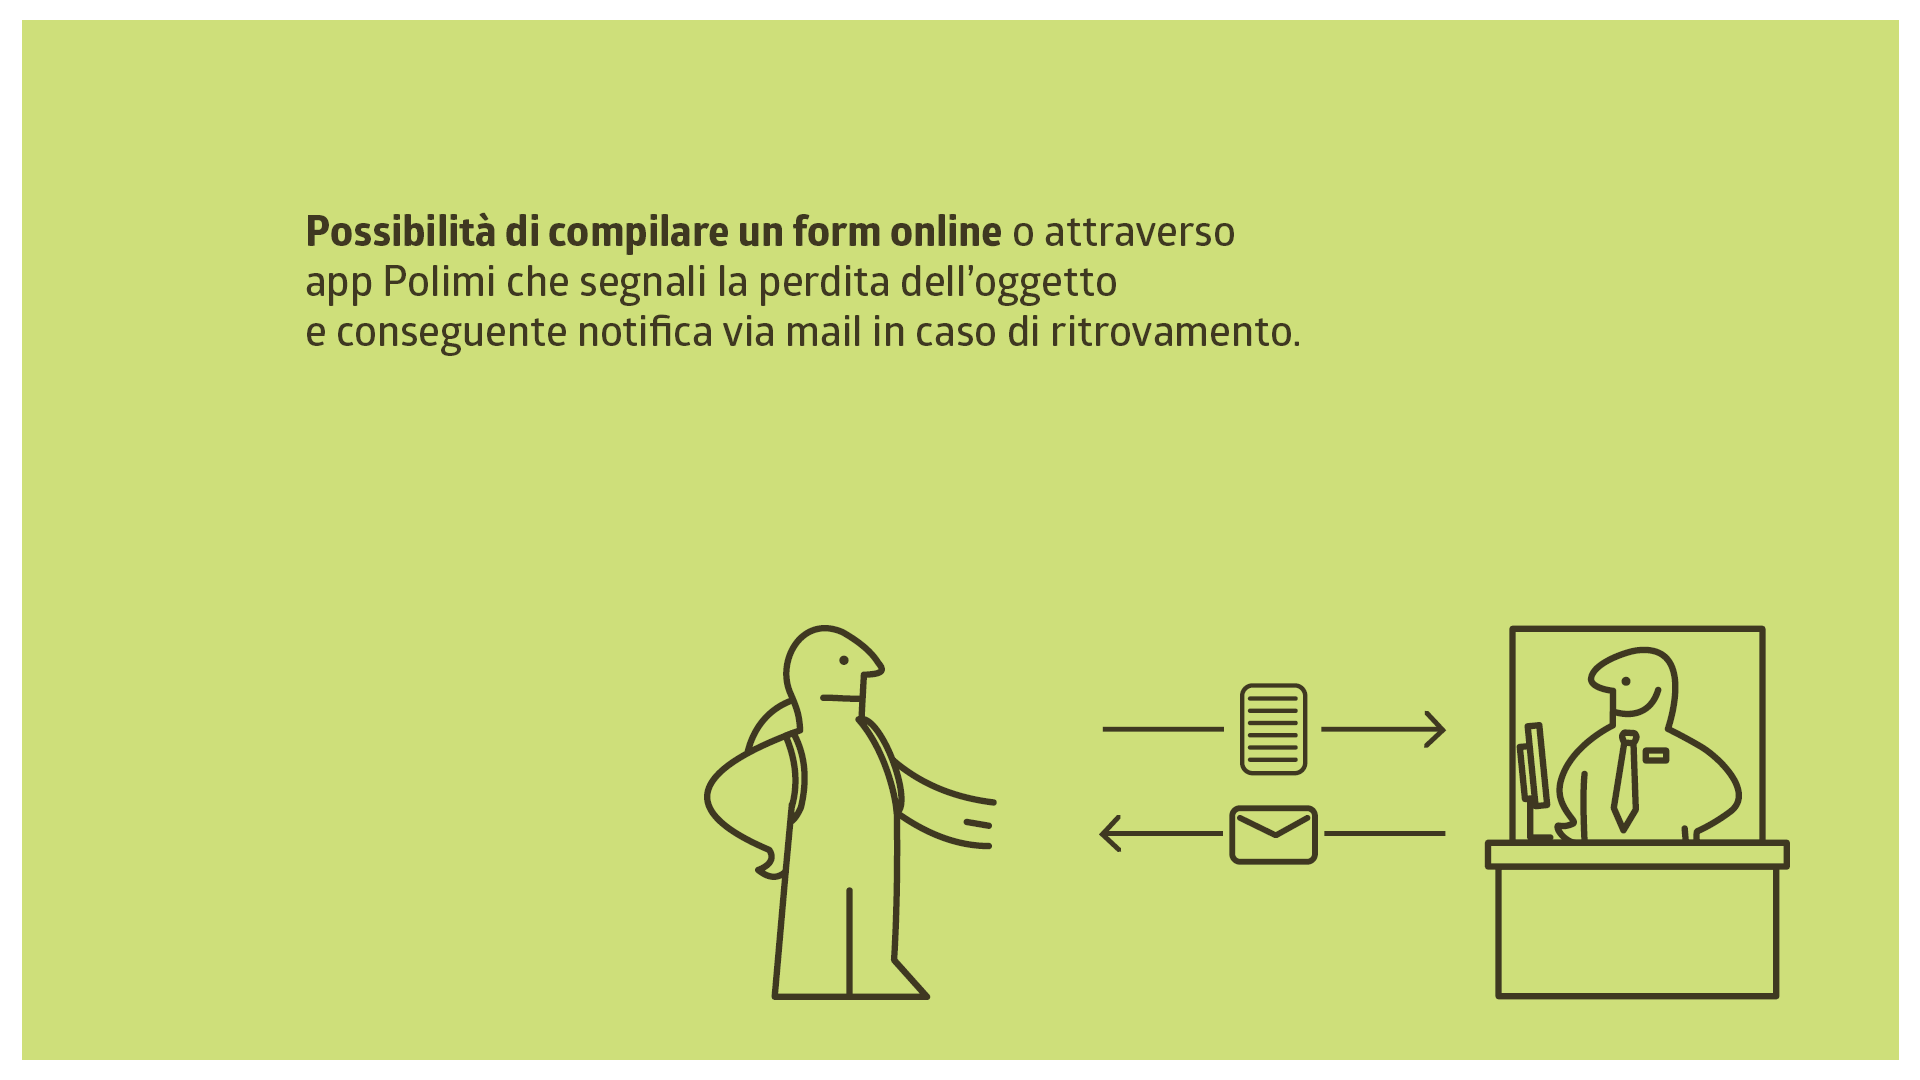 Possibilità di compilare un form online o attraverso
app Polimi che segnali la perdita dell’oggetto
e conseguente notifica via mail in caso di ritrovamento.